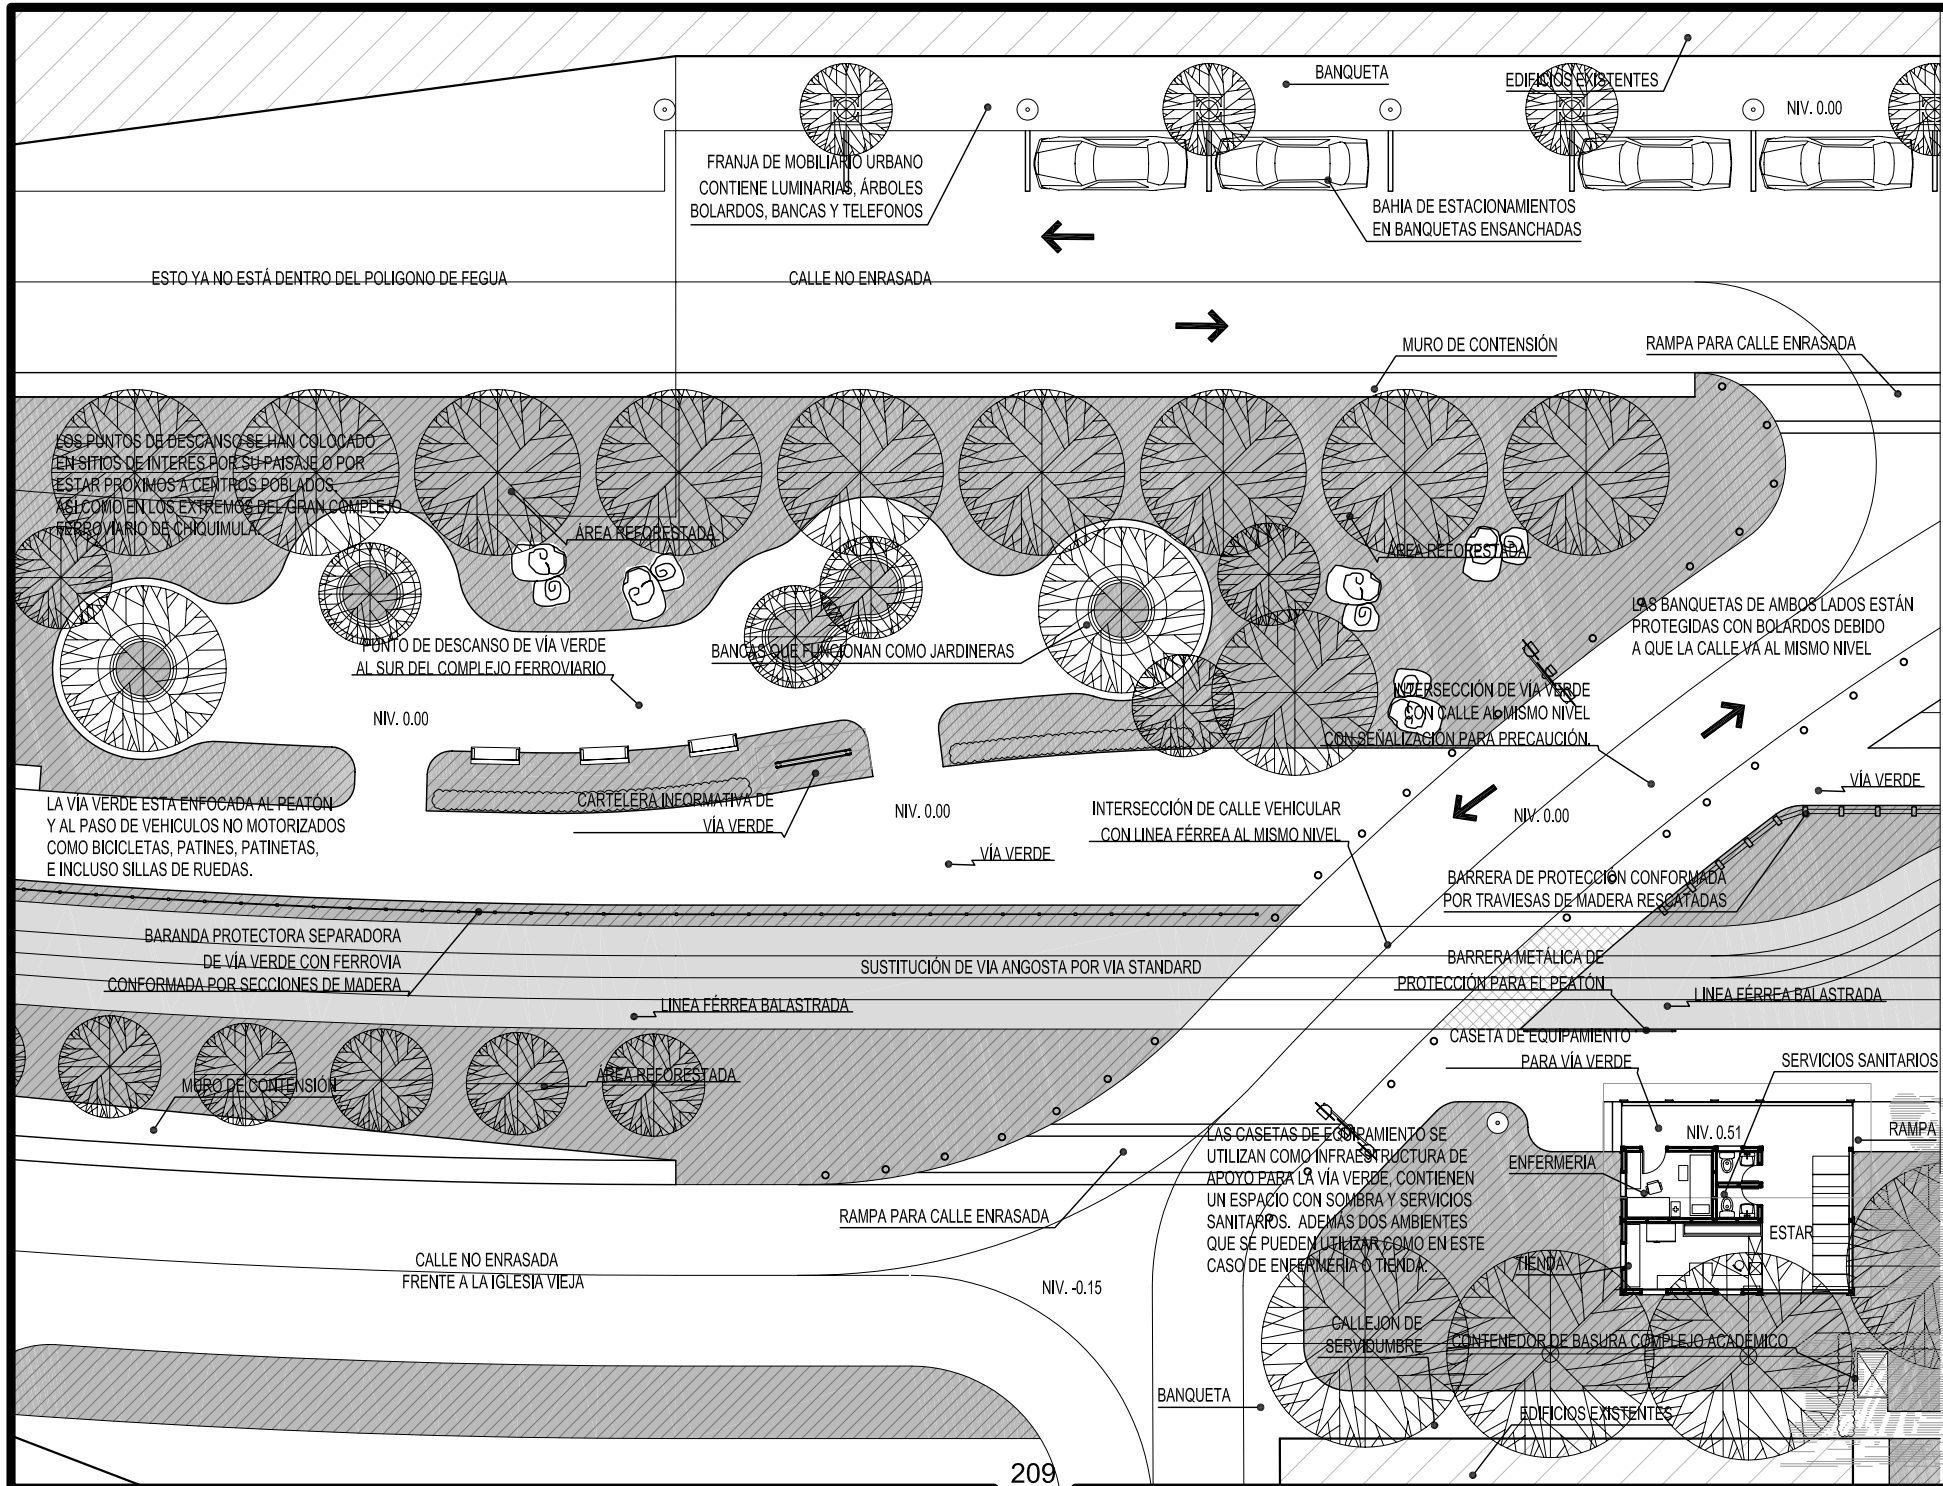 BANQUETA
EDIFICIOS EXISTENTES
NIV. 0.00
FRANJA DE MOBILIARIO URBANO
CONTIENE LUMINARIAS, ÁRBOLES
BOLARDOS, BANCAS Y TELEFONOS
BAHIA DE ESTACIONAMIENTOS
EN BANQUETAS ENSANCHADAS
ESTO YA NO ESTÁ DENTRO DEL POLIGONO DE FEGUA
CALLE NO ENRASADA
MURO DE CONTENSIÓN
RAMPA PARA CALLE ENRASADA
LOS PUNTOS DE DESCANSO SE HAN COLOCADO
EN SITIOS DE INTERES POR SU PAISAJE O POR
ESTAR PROXIMOS A CENTROS POBLADOS.
ASI COMO EN LOS EXTREMOS DEL GRAN COMPLEJO
FERROVIARIO DE CHIQUIMULA.
ÁREA REFORESTADA
ÁREA REFORESTADA
LAS BANQUETAS DE AMBOS LADOS ESTÁN
PROTEGIDAS CON BOLARDOS DEBIDO
A QUE LA CALLE VA AL MISMO NIVEL
PUNTO DE DESCANSO DE VÍA VERDE
AL SUR DEL COMPLEJO FERROVIARIO
BANCAS QUE FUNCIONAN COMO JARDINERAS
NIV. 0.00
INTERSECCIÓN DE VÍA VERDE
CON CALLE AL MISMO NIVEL
CON SEÑALIZACIÓN PARA PRECAUCIÓN.
VÍA VERDE
LA VÍA VERDE ESTA ENFOCADA AL PEATÓN
Y AL PASO DE VEHICULOS NO MOTORIZADOS
COMO BICICLETAS, PATINES, PATINETAS,
E INCLUSO SILLAS DE RUEDAS.
CARTELERA INFORMATIVA DE
VÍA VERDE
NIV. 0.00
INTERSECCIÓN DE CALLE VEHICULAR
CON LINEA FÉRREA AL MISMO NIVEL
NIV. 0.00
VÍA VERDE
BARRERA DE PROTECCIÓN CONFORMADA
POR TRAVIESAS DE MADERA RESCATADAS
BARANDA PROTECTORA SEPARADORA
DE VÍA VERDE CON FERROVIA
CONFORMADA POR SECCIONES DE MADERA
SUSTITUCIÓN DE VIA ANGOSTA POR VIA STANDARD
BARRERA METÁLICA DE
PROTECCIÓN PARA EL PEATÓN
LINEA FÉRREA BALASTRADA
LINEA FÉRREA BALASTRADA
CASETA DE EQUIPAMIENTO
PARA VÍA VERDE
SERVICIOS SANITARIOS
MURO DE CONTENSIÓN
ÁREA REFORESTADA
NIV. 0.51
RAMPA
LAS CASETAS DE EQUIPAMIENTO SE
UTILIZAN COMO INFRAESTRUCTURA DE
APOYO PARA LA VÍA VERDE, CONTIENEN
UN ESPACIO CON SOMBRA Y SERVICIOS
SANITARIOS. ADEMÁS DOS AMBIENTES
QUE SE PUEDEN UTILIZAR COMO EN ESTE
CASO DE ENFERMERIA O TIENDA.
ENFERMERIA
RAMPA PARA CALLE ENRASADA
ESTAR
TIENDA
CALLE NO ENRASADA
FRENTE A LA IGLESIA VIEJA
NIV. -0.15
CALLEJON DE
SERVIDUMBRE
CONTENEDOR DE BASURA COMPLEJO ACADEMICO
BANQUETA
EDIFICIOS EXISTENTES
209